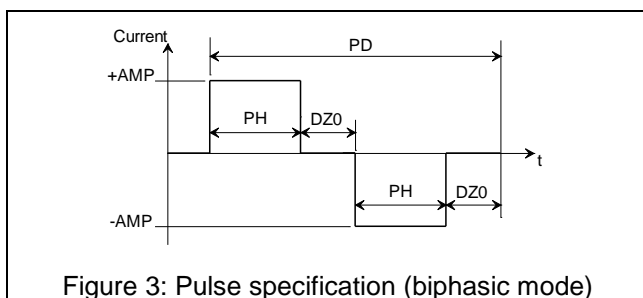 Current
PD
+AMP
PH
DZ0
t
PH
DZ0
-AMP
Figure 3: Pulse specification (biphasic mode)